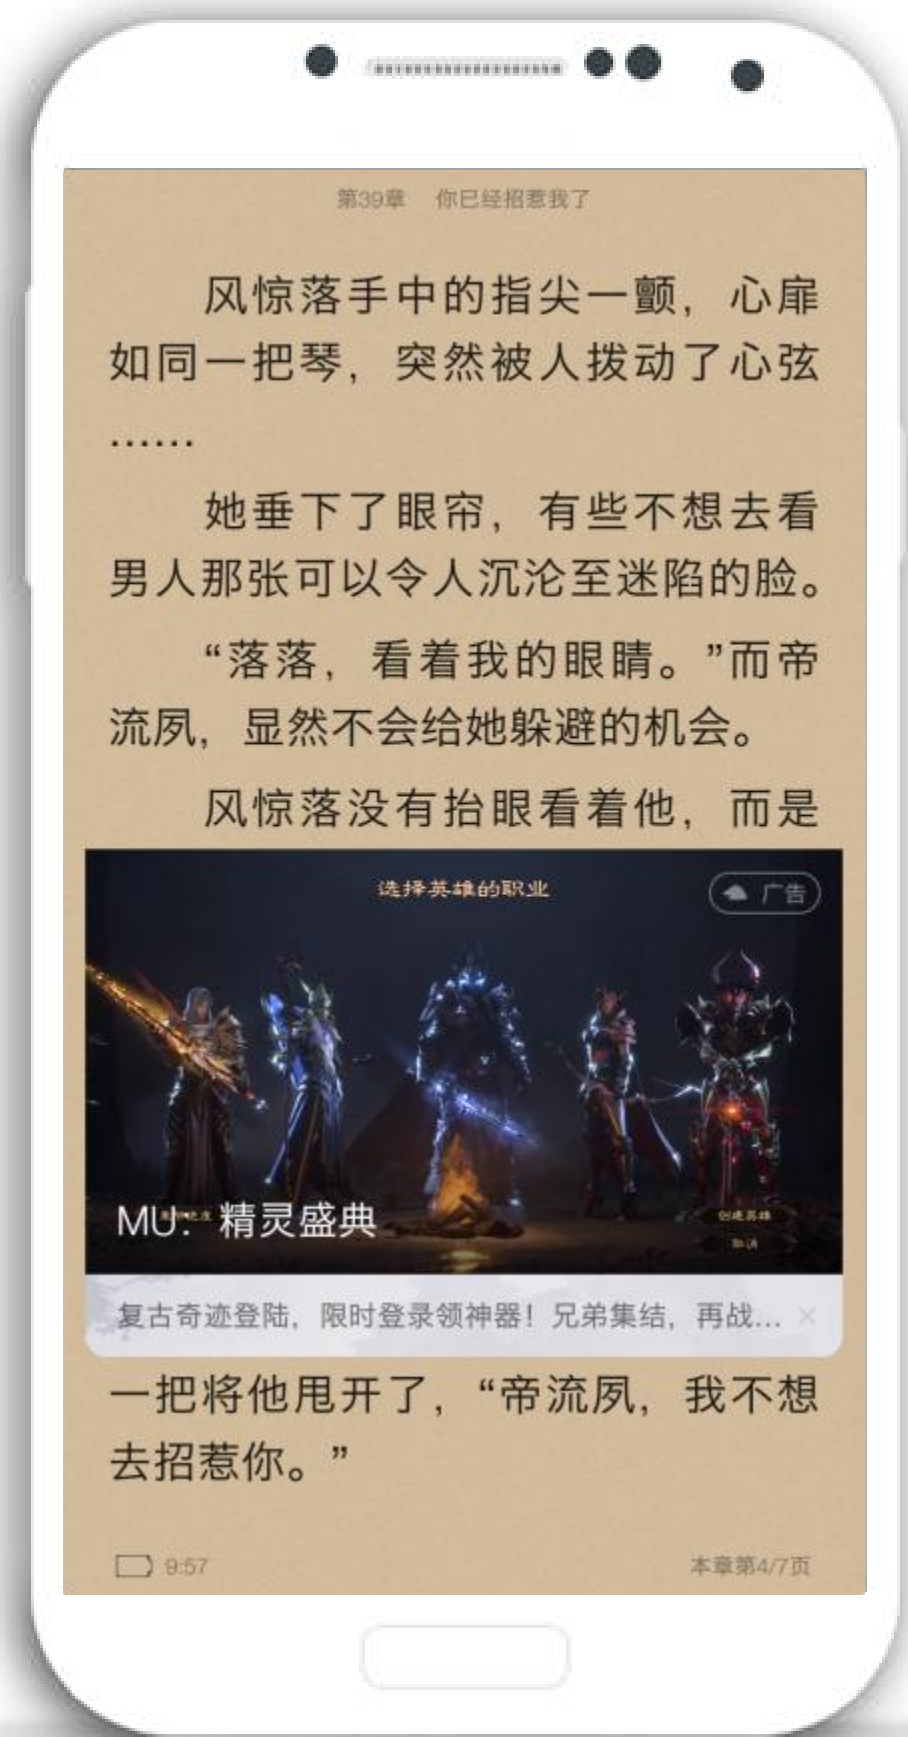 第39章 你已经招惹我了
风惊落手中的指尖一颤，心扉
如同一把琴，突然被人拨动了心弦
……
她垂下了眼帘，有些不想去看
男人那张可以令人沉沦至迷陷的脸。
“落落，看着我的眼睛。”而帝
流夙，显然不会给她躲避的机会。
风惊落没有抬眼看着他，而是
选择英雄的职业
广告
MU：精灵盛典
创建英雄
取消
复古奇迹登陆，限时登录领神器！兄弟集结，再战...
一把将他甩开了，“帝流夙，我不想
去招惹你。”
9:57
本章第4/7页